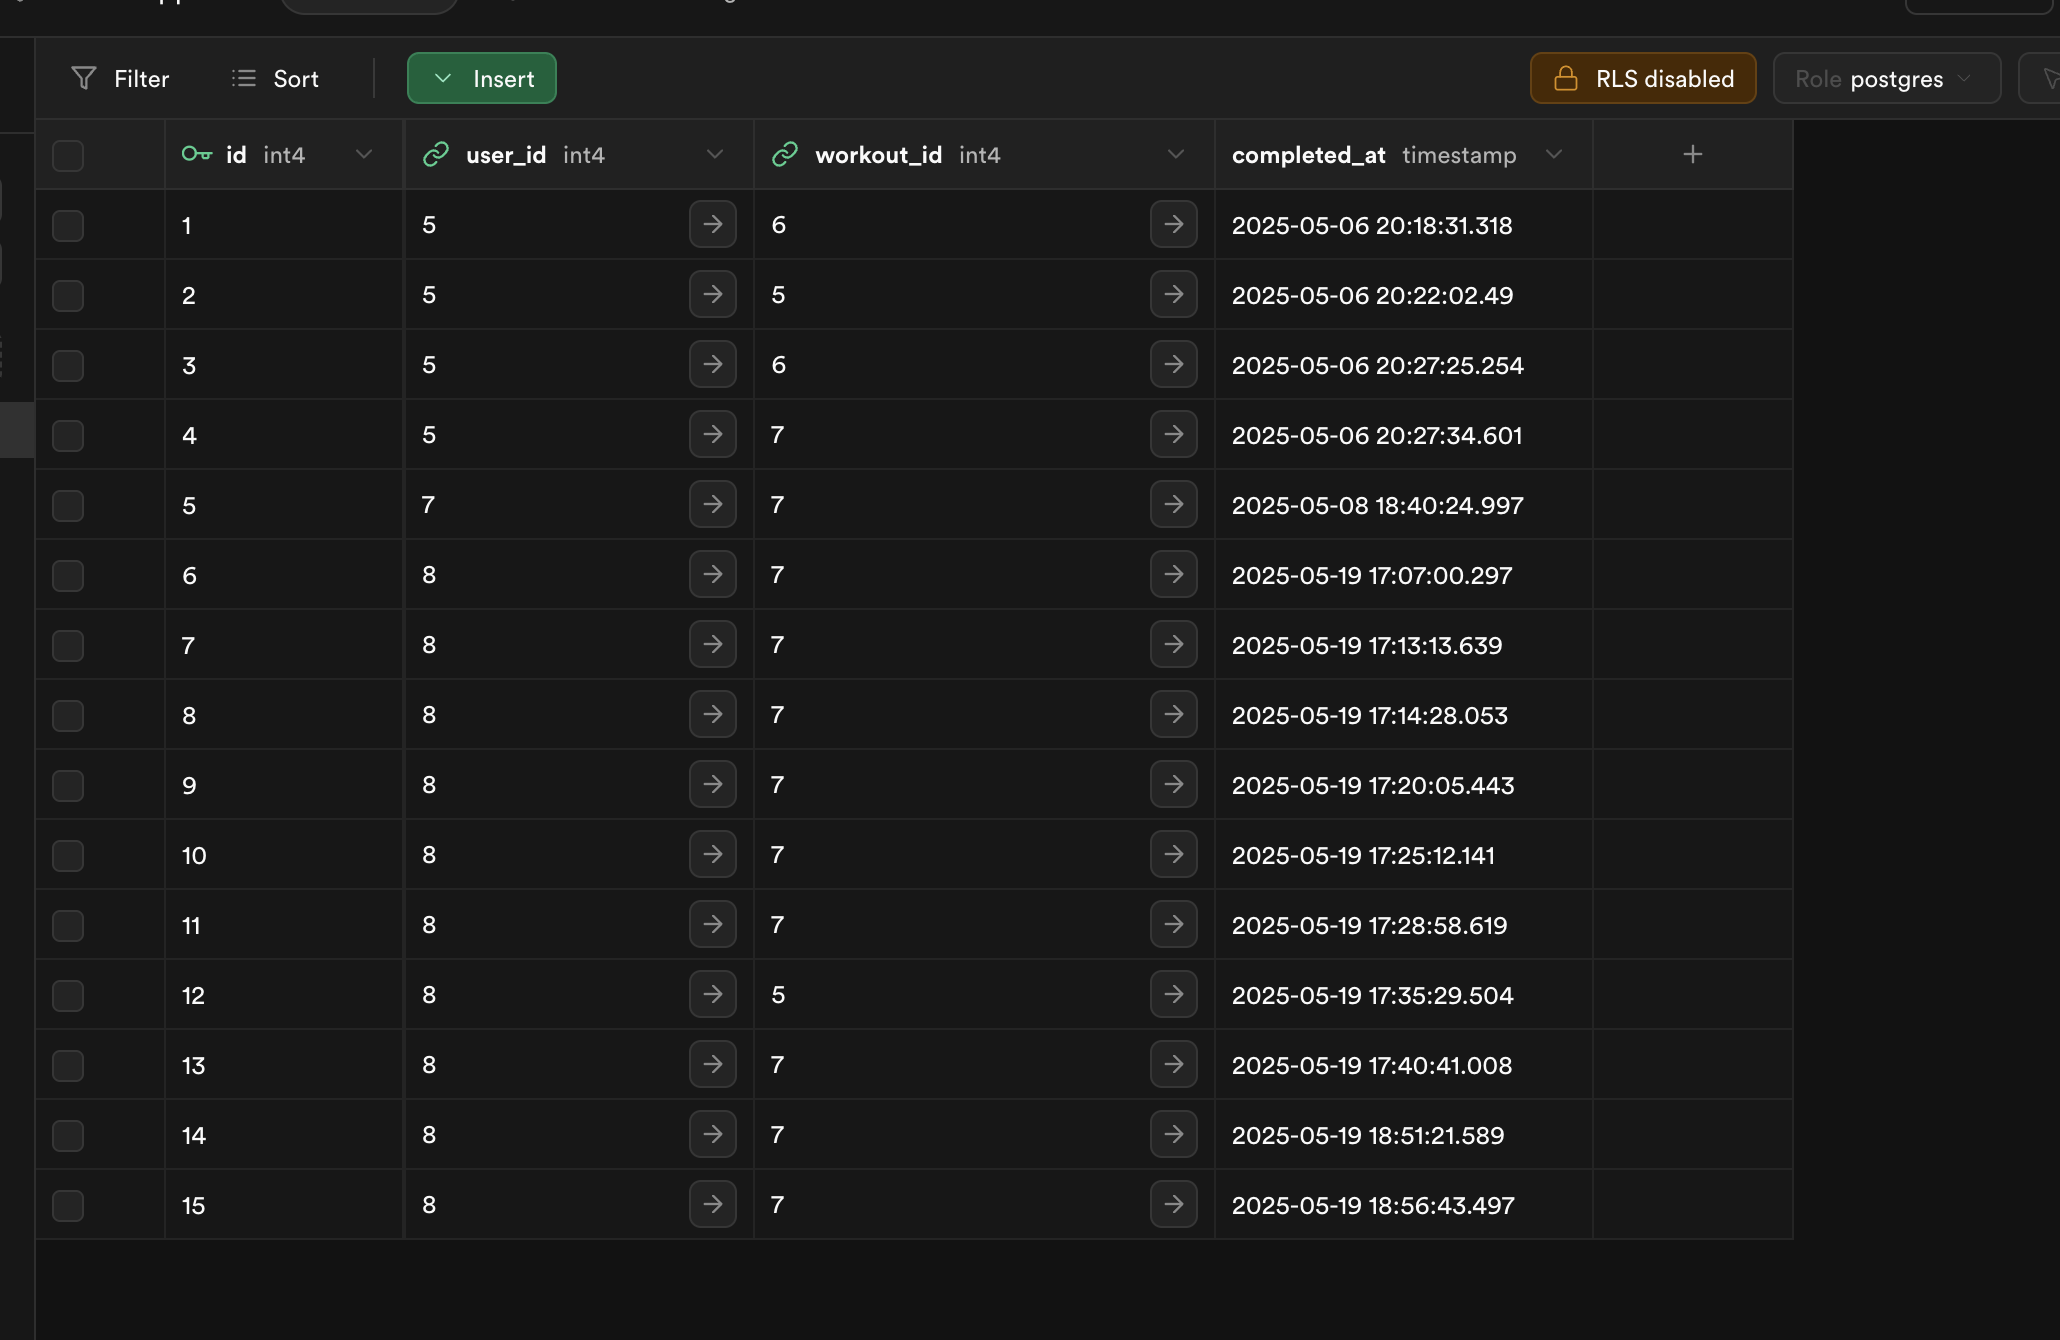 Filter Sort Insert RLS disabled Role postgres
id int4 user_id int4 workout_id int4 completed_at timestamp
1 5 6 2025-05-06 20:18:31.318
2 5 5 2025-05-06 20:22:02.49
3 5 6 2025-05-06 20:27:25.254
4 5 7 2025-05-06 20:27:34.601
5 7 7 2025-05-08 18:40:24.997
6 8 7 2025-05-19 17:07:00.297
7 8 7 2025-05-19 17:13:13.639
8 8 7 2025-05-19 17:14:28.053
9 8 7 2025-05-19 17:20:05.443
10 8 7 2025-05-19 17:25:12.141
11 8 7 2025-05-19 17:28:58.619
12 8 5 2025-05-19 17:35:29.504
13 8 7 2025-05-19 17:40:41.008
14 8 7 2025-05-19 18:51:21.589
15 8 7 2025-05-19 18:56:43.497